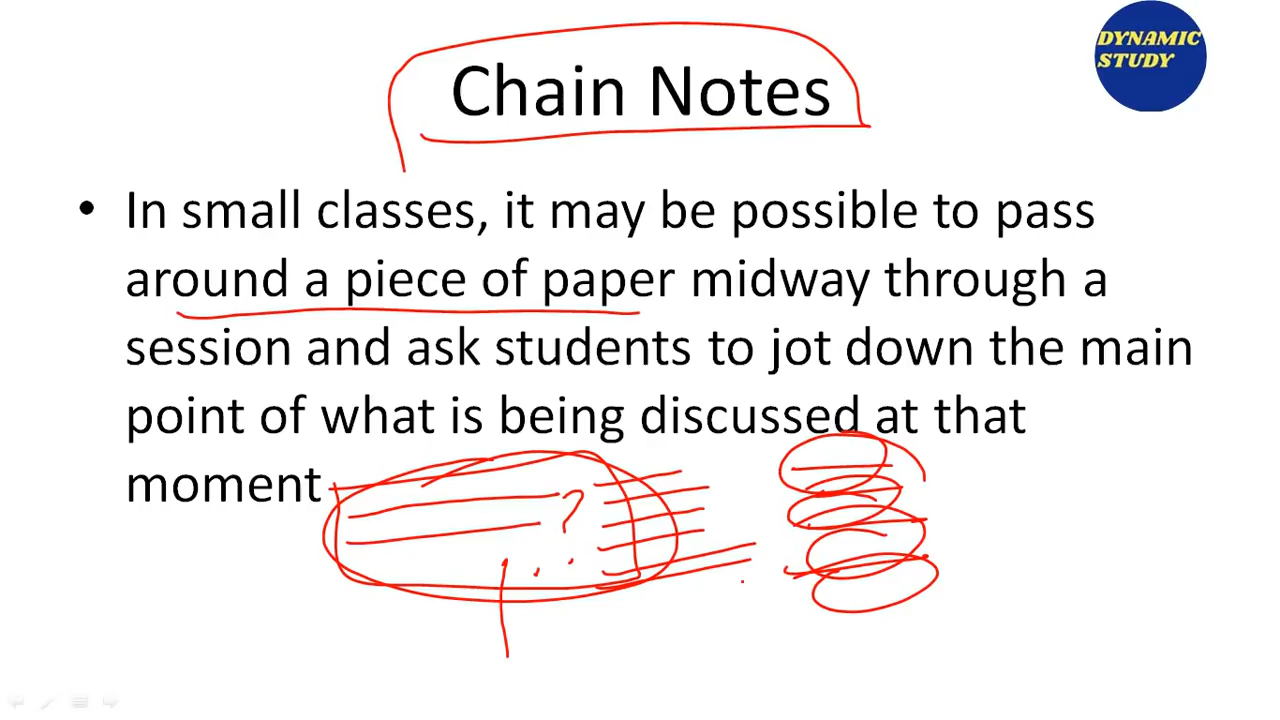 DYNAMIC
STUDY
Chain Notes
• In small classes, it may be possible to pass
around a piece of paper midway through a
session and ask students to jot down the main
point of what is being discussed at that
moment
?